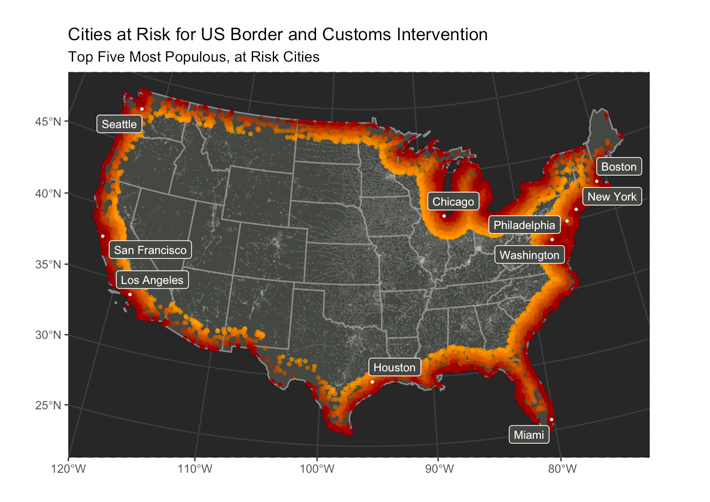 Cities at Risk for US Border and Customs Intervention
Top Five Most Populous, at Risk Cities
45°N
40°N
35°N
30°N
25°N
Seattle
Boston
New York
Chicago
Philadelphia
San Francisco
Washington
Los Angeles
Houston
Miami
120°W
110°W
100°W
90°W
80°W